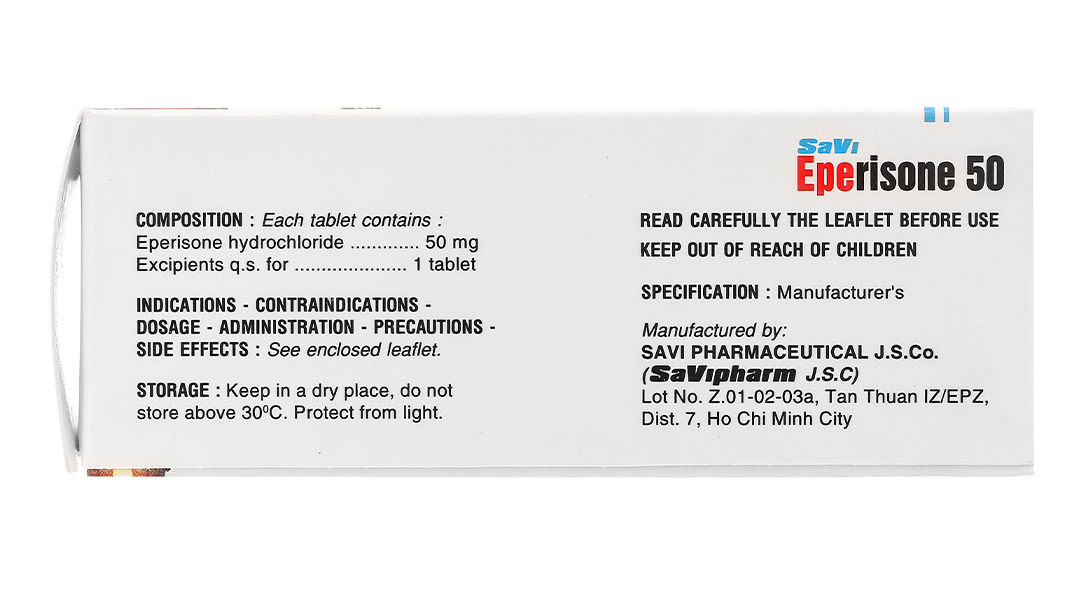 SaVi
Eperisone 50
COMPOSITION : Each tablet contains :
Eperisone hydrochloride ............. 50 mg
Excipients q.s. for ..................... 1 tablet
INDICATIONS - CONTRAINDICATIONS -
DOSAGE - ADMINISTRATION - PRECAUTIONS -
SIDE EFFECTS : See enclosed leaflet.
STORAGE : Keep in a dry place, do not
store above 30ºC. Protect from light.
READ CAREFULLY THE LEAFLET BEFORE USE
KEEP OUT OF REACH OF CHILDREN
SPECIFICATION : Manufacturer's
Manufactured by:
SAVI PHARMACEUTICAL J.S.Co.
(SaVipharm J.S.C)
Lot No. Z.01-02-03a, Tan Thuan IZ/EPZ,
Dist. 7, Ho Chi Minh City